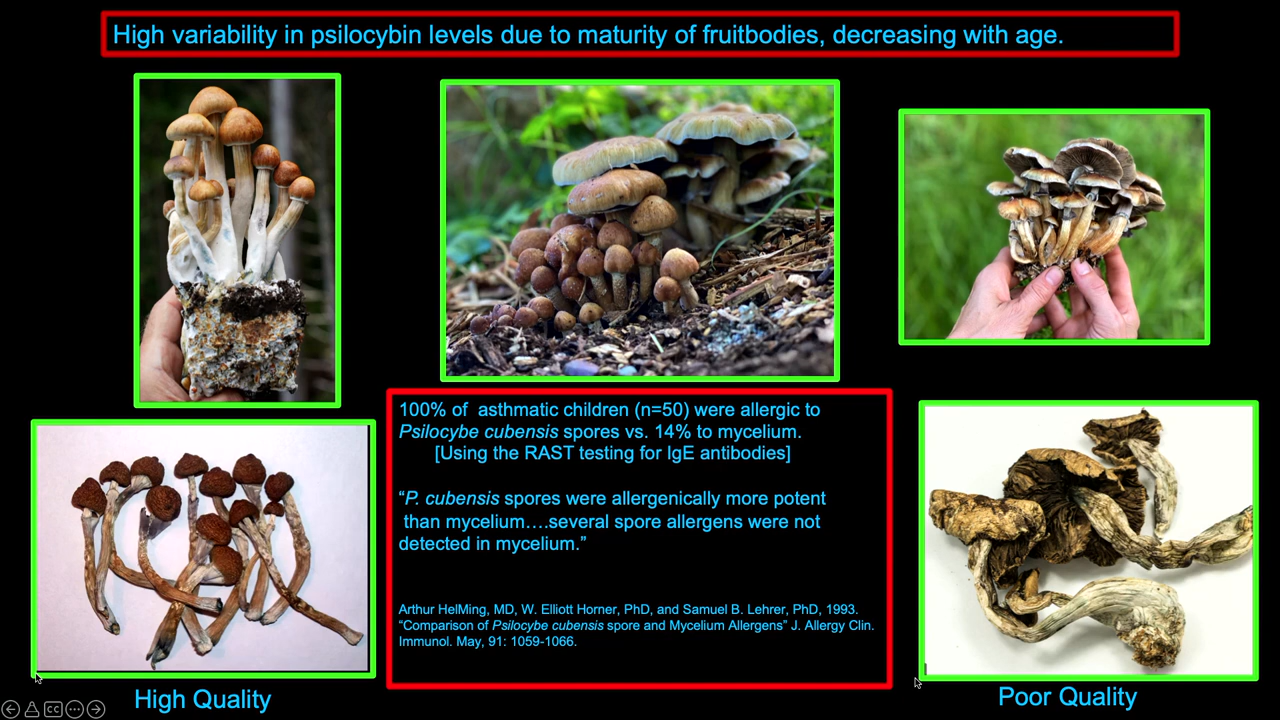 High variability in psilocybin levels due to maturity of fruitbodies, decreasing with age.
100% of  asthmatic children (n=50) were allergic to
Psilocybe cubensis spores vs. 14% to mycelium.
[Using the RAST testing for IgE antibodies]
“P. cubensis spores were allergenically more potent
than mycelium….several spore allergens were not
detected in mycelium.”
Arthur HelMing, MD, W. Elliott Horner, PhD, and Samuel B. Lehrer, PhD, 1993.
“Comparison of Psilocybe cubensis spore and Mycelium Allergens” J. Allergy Clin.
Immunol. May, 91: 1059-1066.
High Quality
Poor Quality
CC